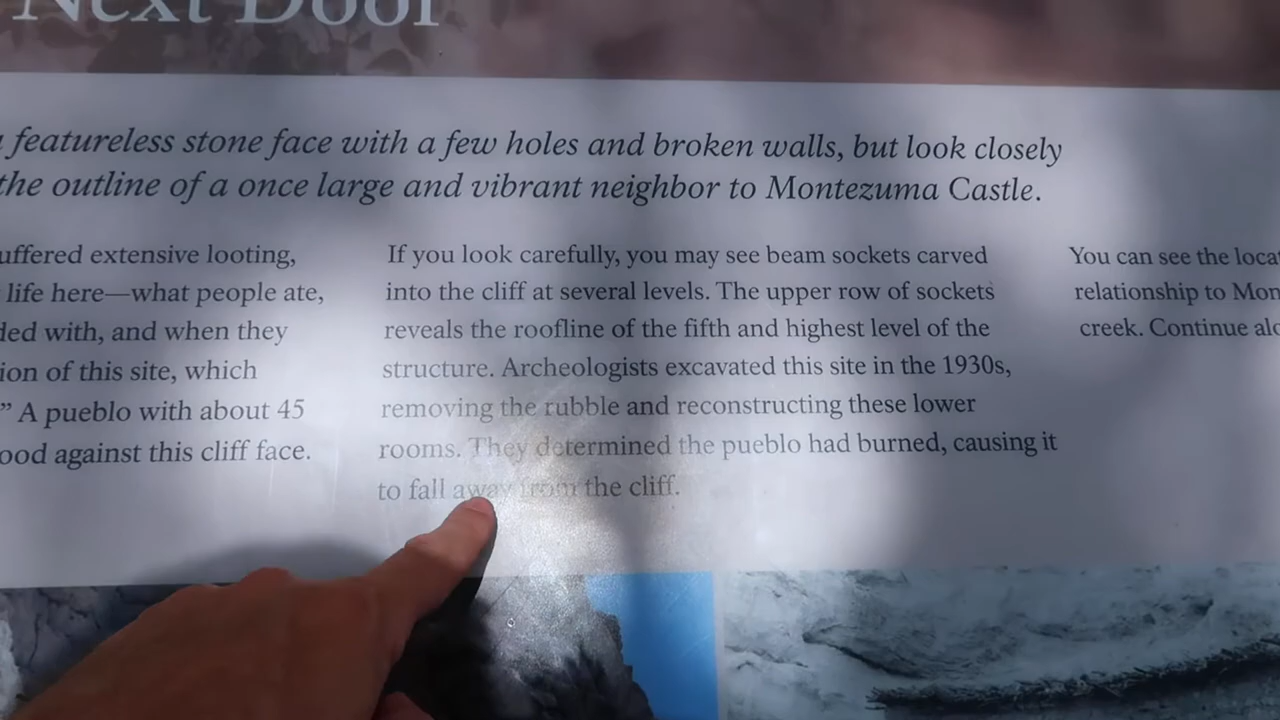 Next Door
featureless stone face with a few holes and broken walls, but look closely
the outline of a once large and vibrant neighbor to Montezuma Castle.
uffered extensive looting,
life here—what people ate,
ded with, and when they
ion of this site, which
” A pueblo with about 45
ood against this cliff face.
If you look carefully, you may see beam sockets carved
into the cliff at several levels. The upper row of sockets
reveals the roofline of the fifth and highest level of the
structure. Archeologists excavated this site in the 1930s,
removing the rubble and reconstructing these lower
rooms. They determined the pueblo had burned, causing it
to fall away from the cliff.
You can see the loca
relationship to Mon
creek. Continue alo